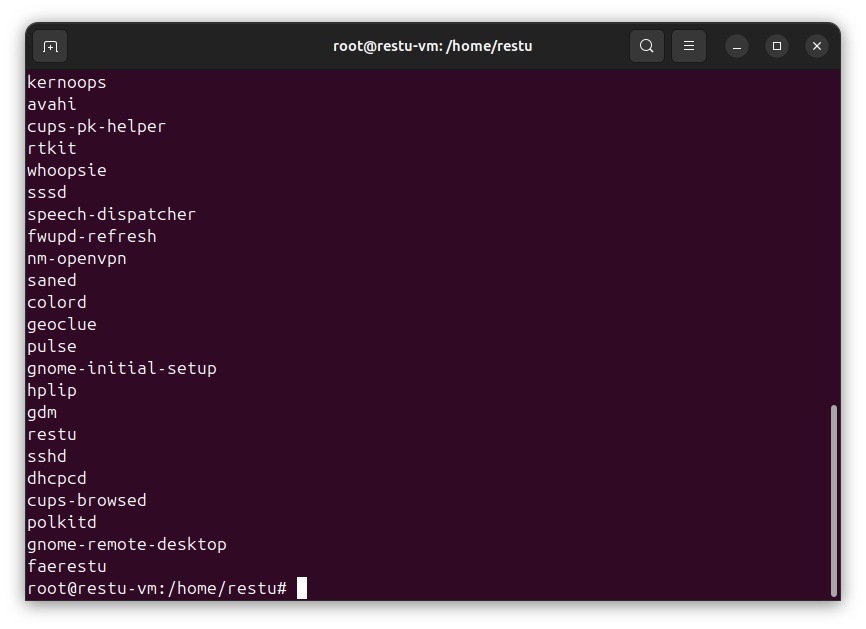 root@restu-vm: /home/restu
kernoops
avahi
cups-pk-helper
rtkit
whoopsie
sssd
speech-dispatcher
fwupd-refresh
nm-openvpn
saned
colord
geoclue
pulse
gnome-initial-setup
hplip
gdm
restu
sshd
dhcpcd
cups-browsed
polkitd
gnome-remote-desktop
faerestu
root@restu-vm:/home/restu#